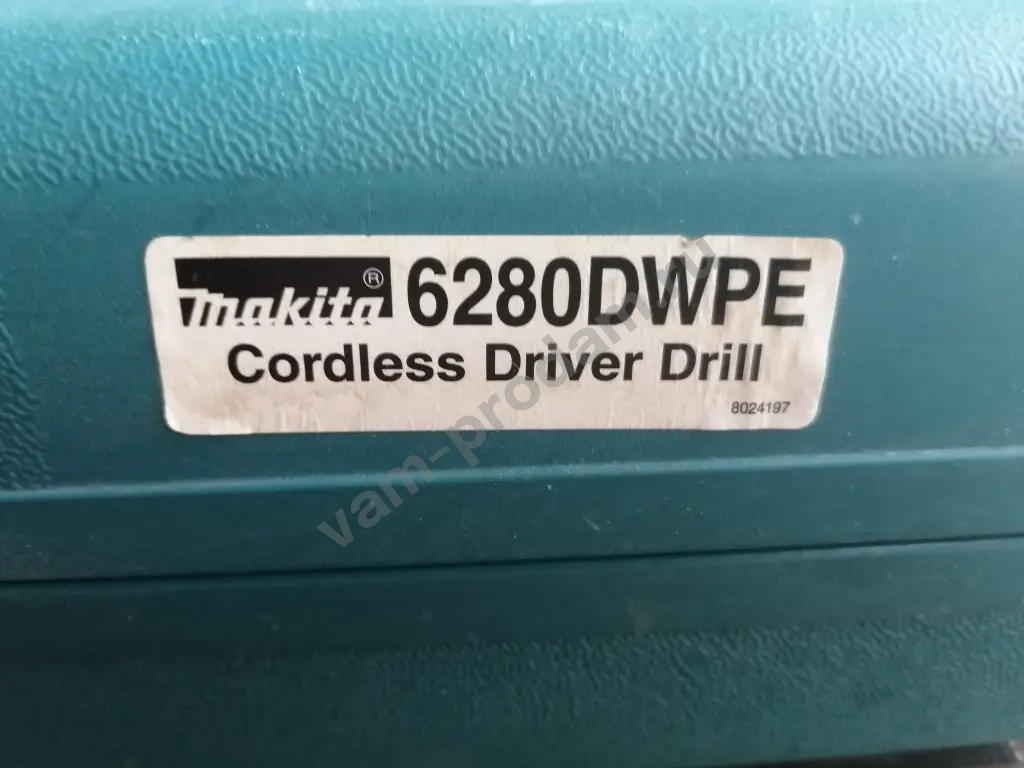 makita® 6280DWPE
Cordless Driver Drill
8024197
vam-prodam.ru